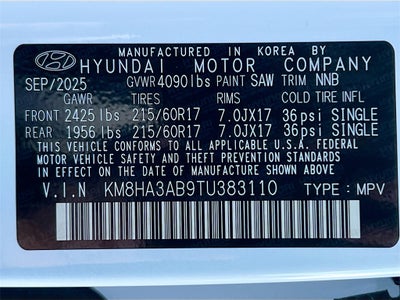 MANUFACTURED IN KOREA BY
HYUNDAI MOTOR COMPANY
SEP/2025 GVWR 4090lbs PAINT SAW TRIM NNB
GAWR TIRES RIMS COLD TIRE INFL
FRONT 2425 lbs 215/60R17 7.0JX17 36psi SINGLE
REAR 1956 lbs 215/60R17 7.0JX17 36psi SINGLE
THIS VEHICLE CONFORMS TO ALL APPLICABLE U.S.A. FEDERAL
MOTOR VEHICLE SAFETY, BUMPER, AND THEFT PREVENTION
STANDARDS IN EFFECT ON THE DATE OF MANUFACTURE SHOWN ABOVE.
V.I.N KM8HA3AB9TU383110 TYPE : MPV